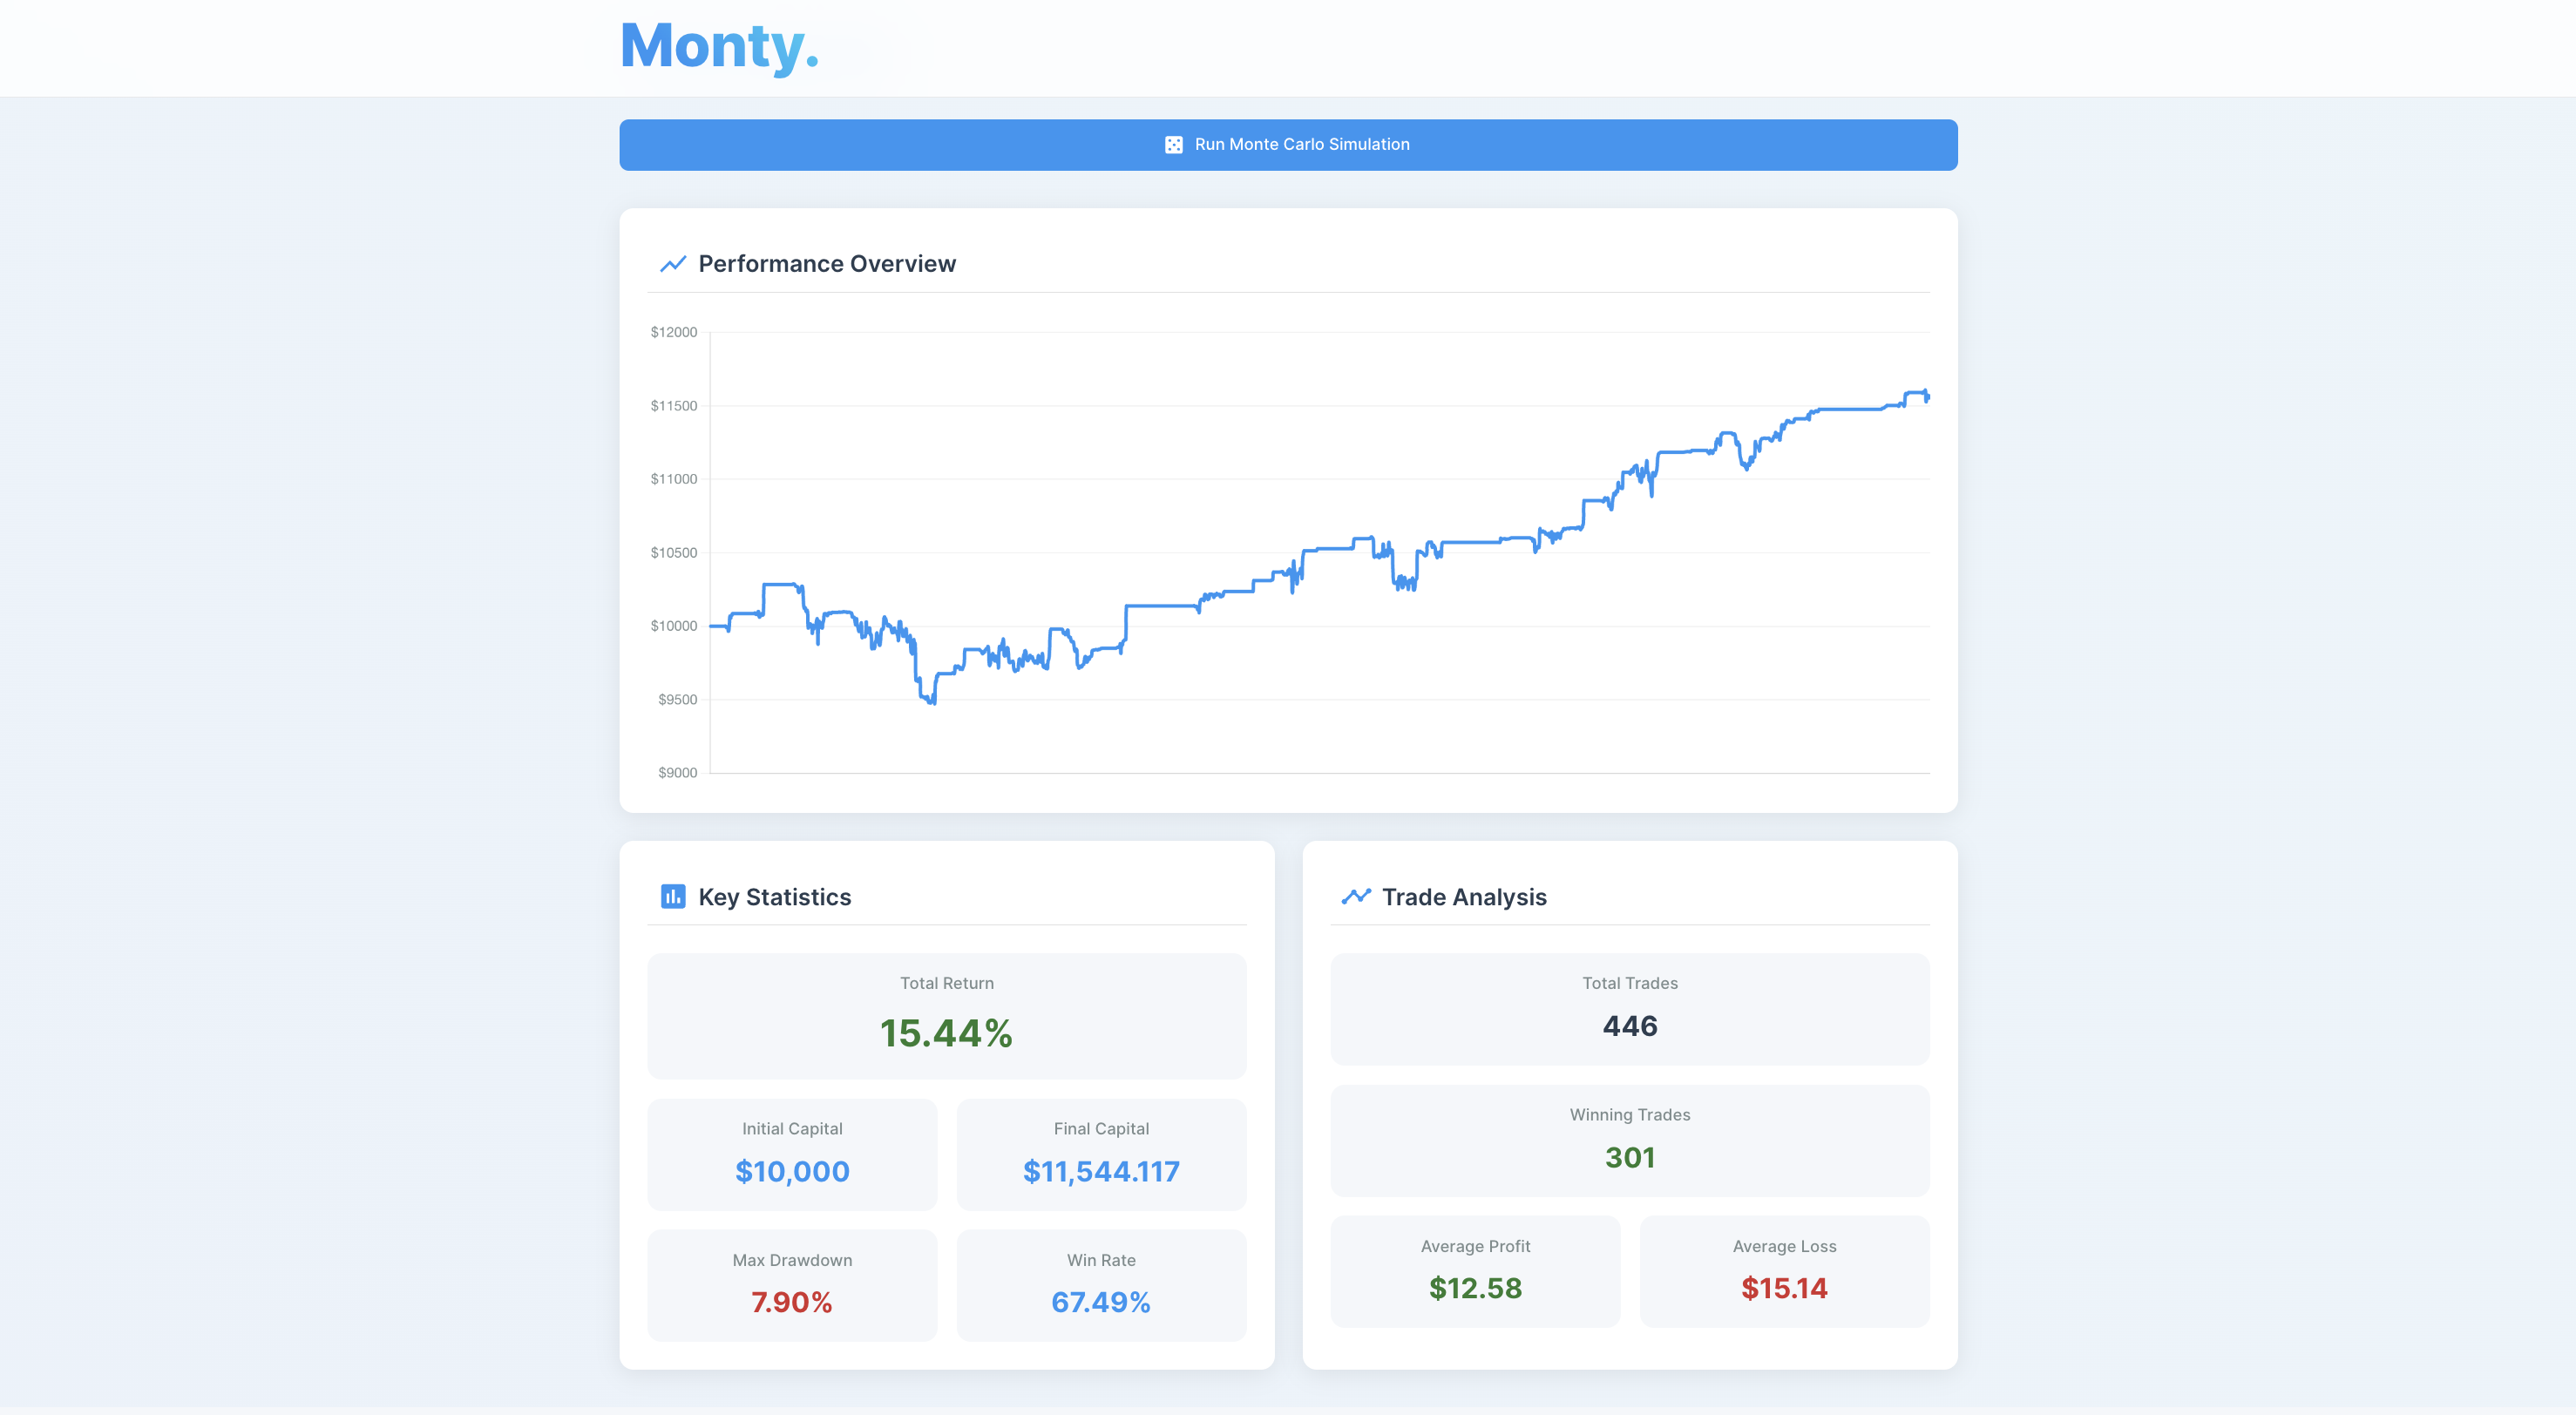 Monty.
Run Monte Carlo Simulation
Performance Overview
$12000
$11500
$11000
$10500
$10000
$9500
$9000
Key Statistics
Total Return
15.44%
Initial Capital
$10,000
Final Capital
$11,544.117
Max Drawdown
7.90%
Win Rate
67.49%
Trade Analysis
Total Trades
446
Winning Trades
301
Average Profit
$12.58
Average Loss
$15.14